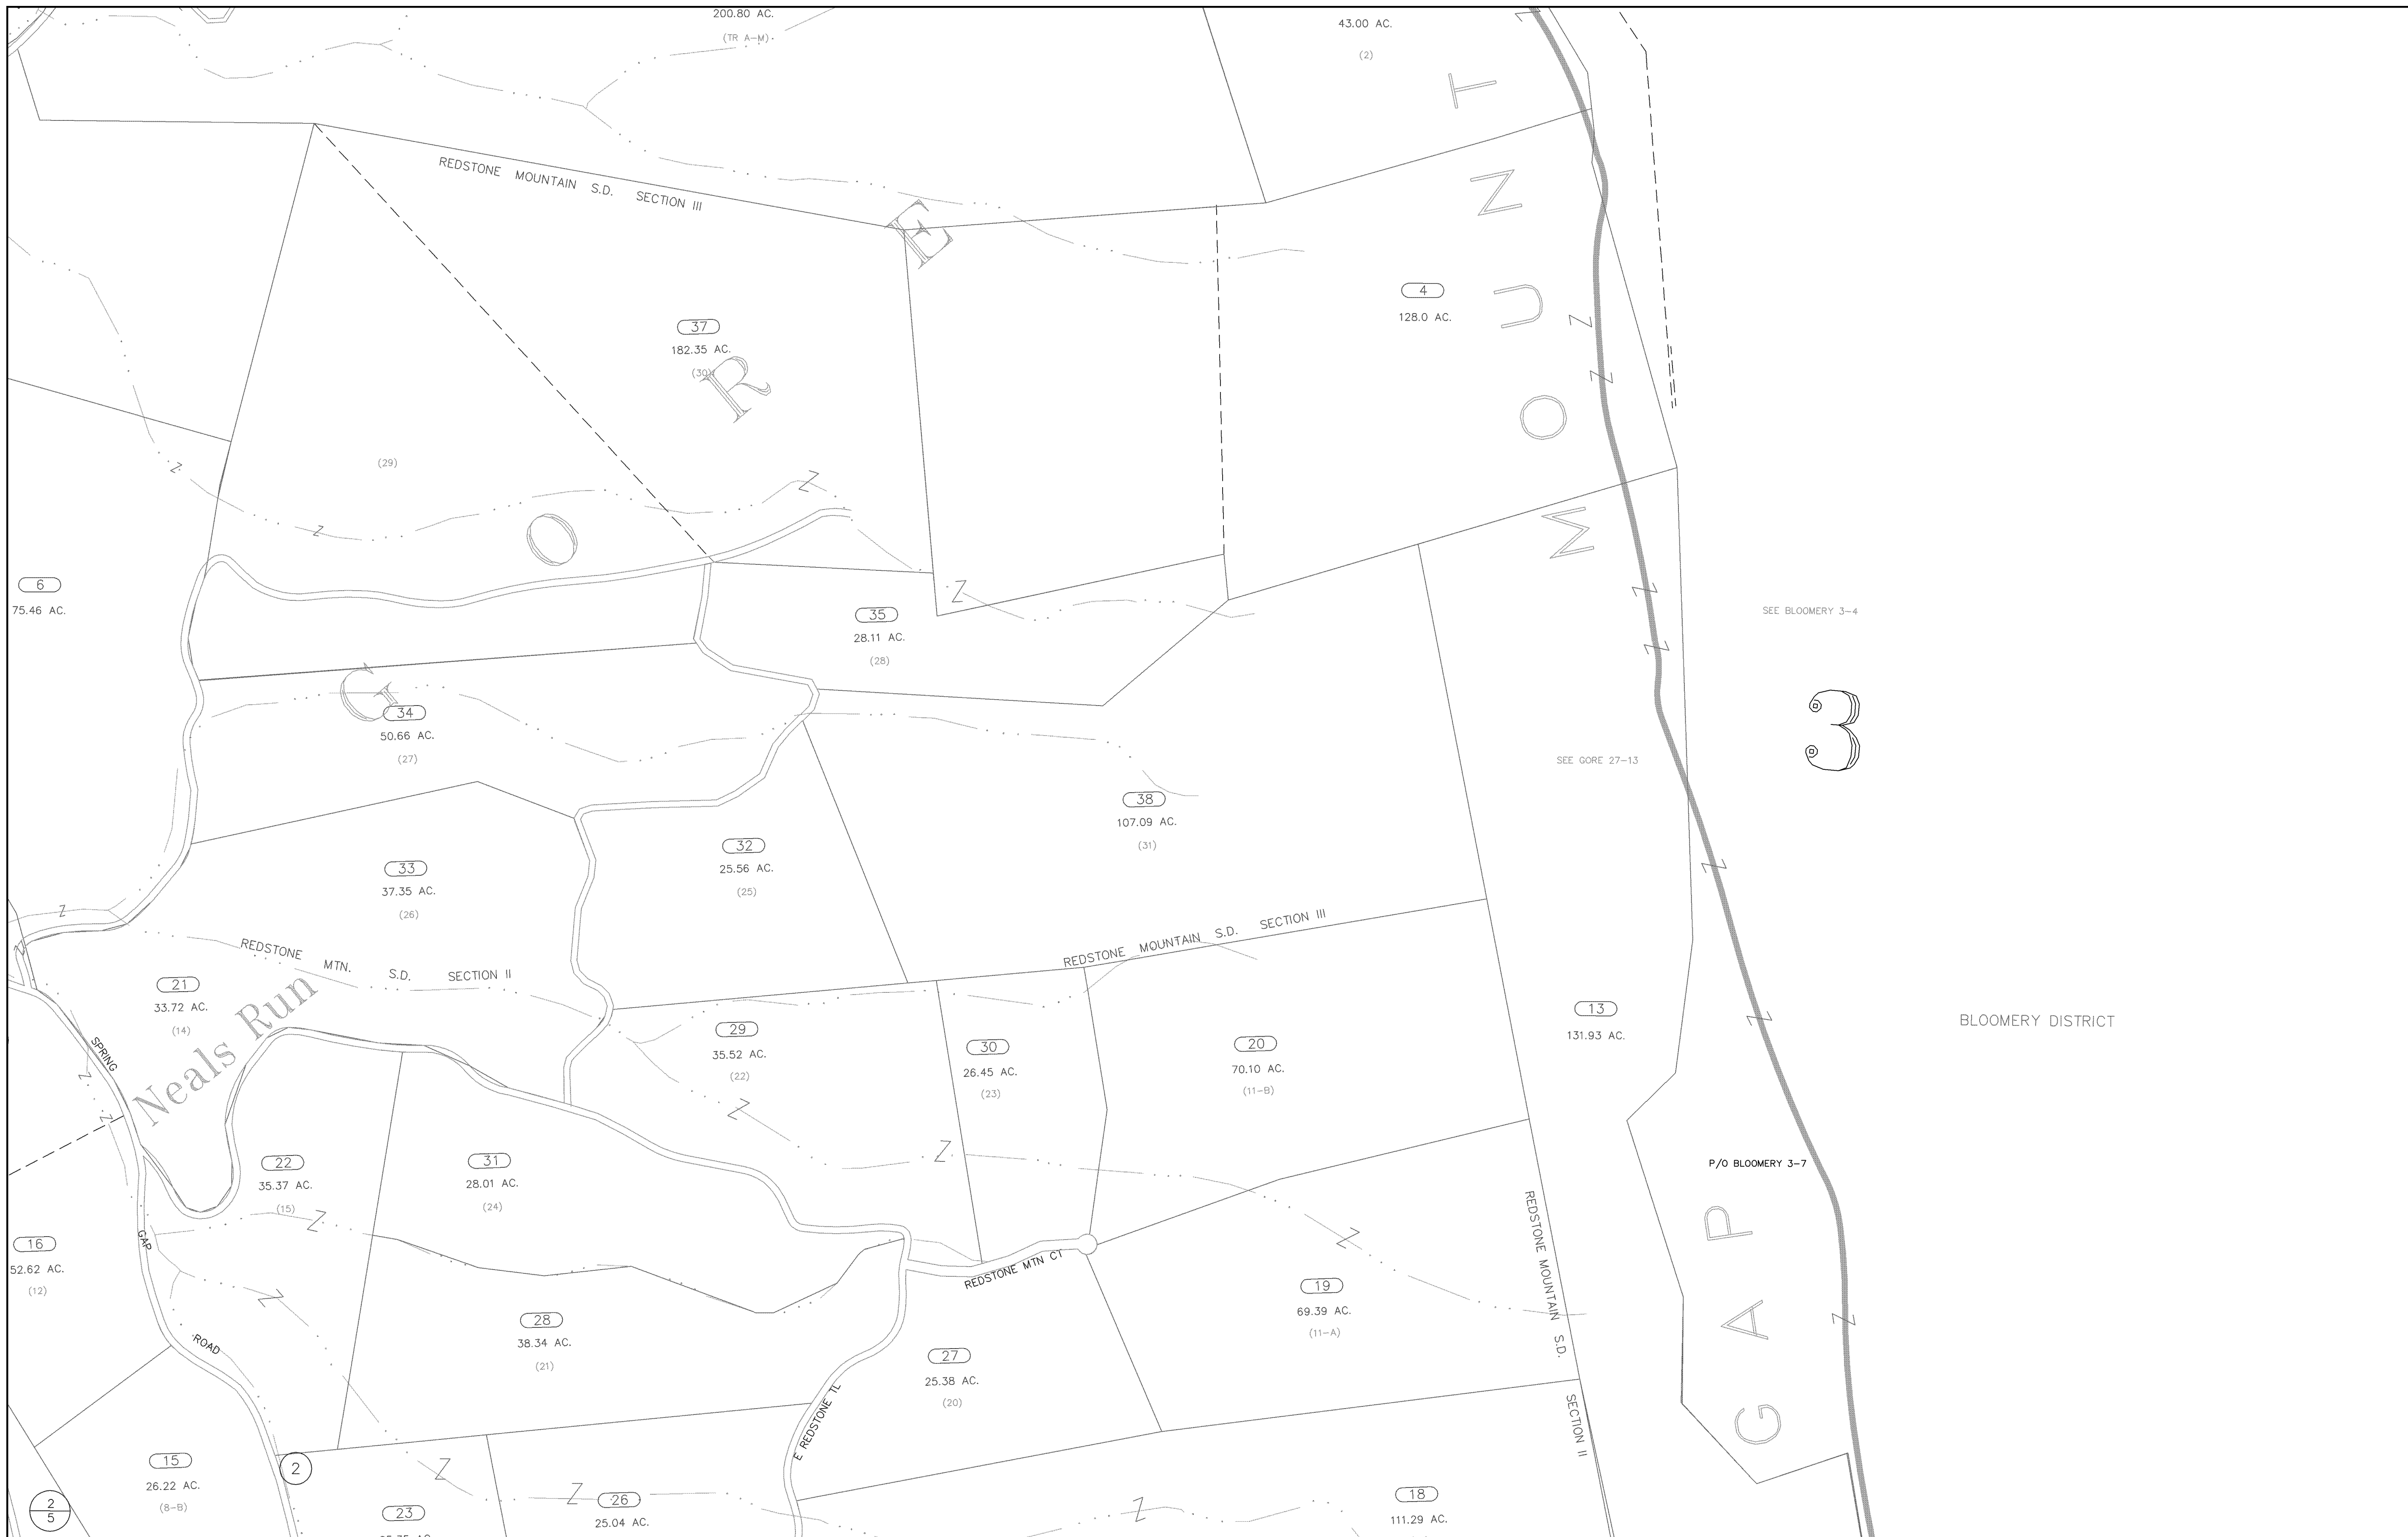 200.80 AC.
(TR A-M)
43.00 AC.
(2)
REDSTONE MOUNTAIN S.D. SECTION III
T
N
U
O
M
E
R
O
G
4
128.0 AC.
37
182.35 AC.
(30)
(29)
6
75.46 AC.
35
28.11 AC.
(28)
SEE BLOOMERY 3-4
3
34
50.66 AC.
(27)
SEE GORE 27-13
38
107.09 AC.
(31)
32
25.56 AC.
(25)
33
37.35 AC.
(26)
REDSTONE MOUNTAIN S.D. SECTION III
REDSTONE MTN. S.D. SECTION II
21
33.72 AC.
(14)
Neals Run
SPRING
29
35.52 AC.
(22)
30
26.45 AC.
(23)
20
70.10 AC.
(11-B)
13
131.93 AC.
BLOOMERY DISTRICT
22
35.37 AC.
(15)
31
28.01 AC.
(24)
P/O BLOOMERY 3-7
16
52.62 AC.
(12)
GAP
REDSTONE MTN CT
REDSTONE MOUNTAIN S.D. SECTION II
P
A
G
19
69.39 AC.
(11-A)
28
38.34 AC.
(21)
ROAD
27
25.38 AC.
(20)
E REDSTONE TL
15
26.22 AC.
(8-B)
2
2
5
23
26
25.04 AC.
18
111.29 AC.